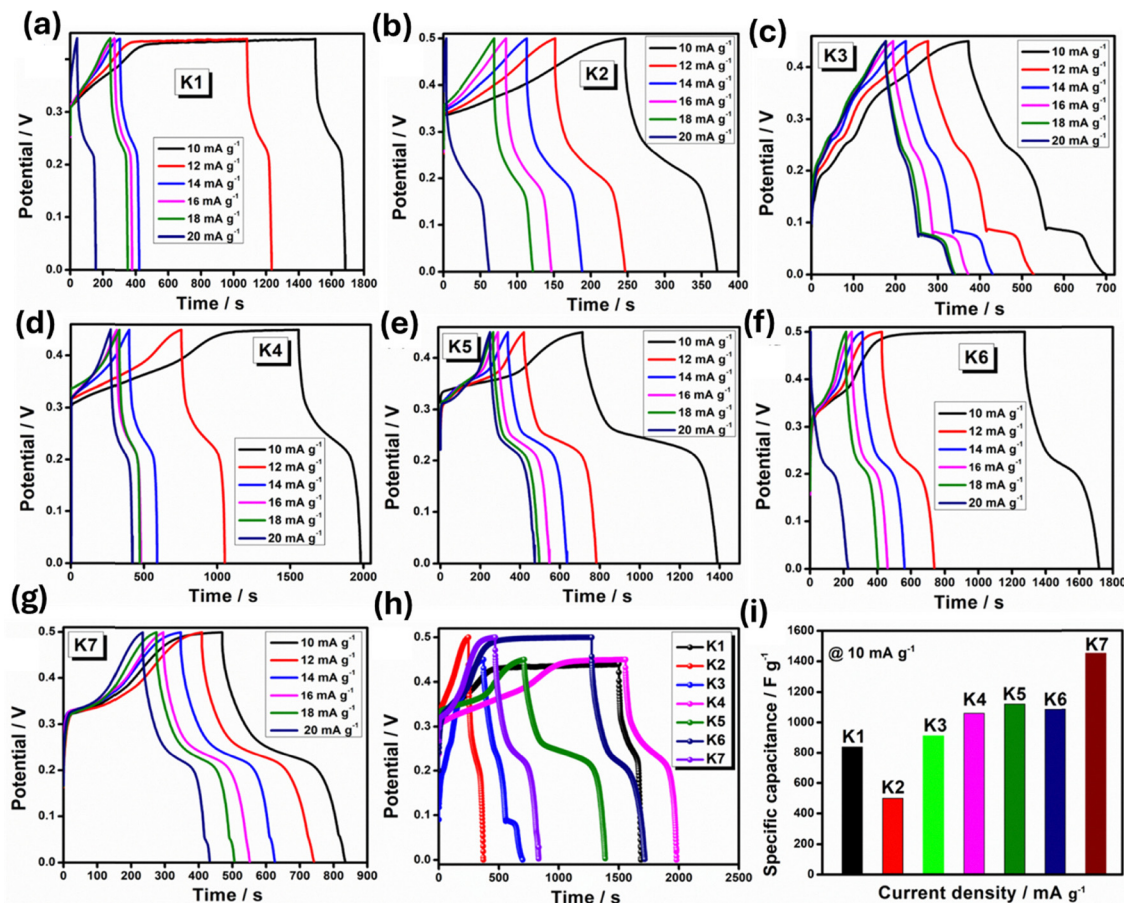 (a)
K1
10 mA g⁻¹
12 mA g⁻¹
14 mA g⁻¹
16 mA g⁻¹
18 mA g⁻¹
20 mA g⁻¹
Potential / V
0.3
0.2
0.1
0.0
0 200 400 600 800 1000 1200 1400 1600 1800
Time / s
(b)
K2
10 mA g⁻¹
12 mA g⁻¹
14 mA g⁻¹
16 mA g⁻¹
18 mA g⁻¹
20 mA g⁻¹
Potential / V
0.5
0.4
0.3
0.2
0.1
0.0
0 50 100 150 200 250 300 350 400
Time / s
(c)
K3
10 mA g⁻¹
12 mA g⁻¹
14 mA g⁻¹
16 mA g⁻¹
18 mA g⁻¹
20 mA g⁻¹
Potential / V
0.4
0.3
0.2
0.1
0.0
0 100 200 300 400 500 600 700
Time / s
(d)
K4
10 mA g⁻¹
12 mA g⁻¹
14 mA g⁻¹
16 mA g⁻¹
18 mA g⁻¹
20 mA g⁻¹
Potential / V
0.4
0.3
0.2
0.1
0.0
0 500 1000 1500 2000
Time / s
(e)
K5
10 mA g⁻¹
12 mA g⁻¹
14 mA g⁻¹
16 mA g⁻¹
18 mA g⁻¹
20 mA g⁻¹
Potential / V
0.4
0.3
0.2
0.1
0.0
0 200 400 600 800 1000 1200 1400
Time / s
(f)
K6
10 mA g⁻¹
12 mA g⁻¹
14 mA g⁻¹
16 mA g⁻¹
18 mA g⁻¹
20 mA g⁻¹
Potential / V
0.5
0.4
0.3
0.2
0.1
0.0
0 200 400 600 800 1000 1200 1400 1600 1800
Time / s
(g)
K7
10 mA g⁻¹
12 mA g⁻¹
14 mA g⁻¹
16 mA g⁻¹
18 mA g⁻¹
20 mA g⁻¹
Potential / V
0.5
0.4
0.3
0.2
0.1
0.0
0 100 200 300 400 500 600 700 800 900
Time / s
(h)
K1
K2
K3
K4
K5
K6
K7
Potential / V
0.5
0.4
0.3
0.2
0.1
0.0
0 500 1000 1500 2000 2500
Time / s
(i)
@ 10 mA g⁻¹
K1
K2
K3
K4
K5
K6
K7
Specific capacitance / F g⁻¹
1600
1400
1200
1000
800
600
400
200
0
Current density / mA g⁻¹